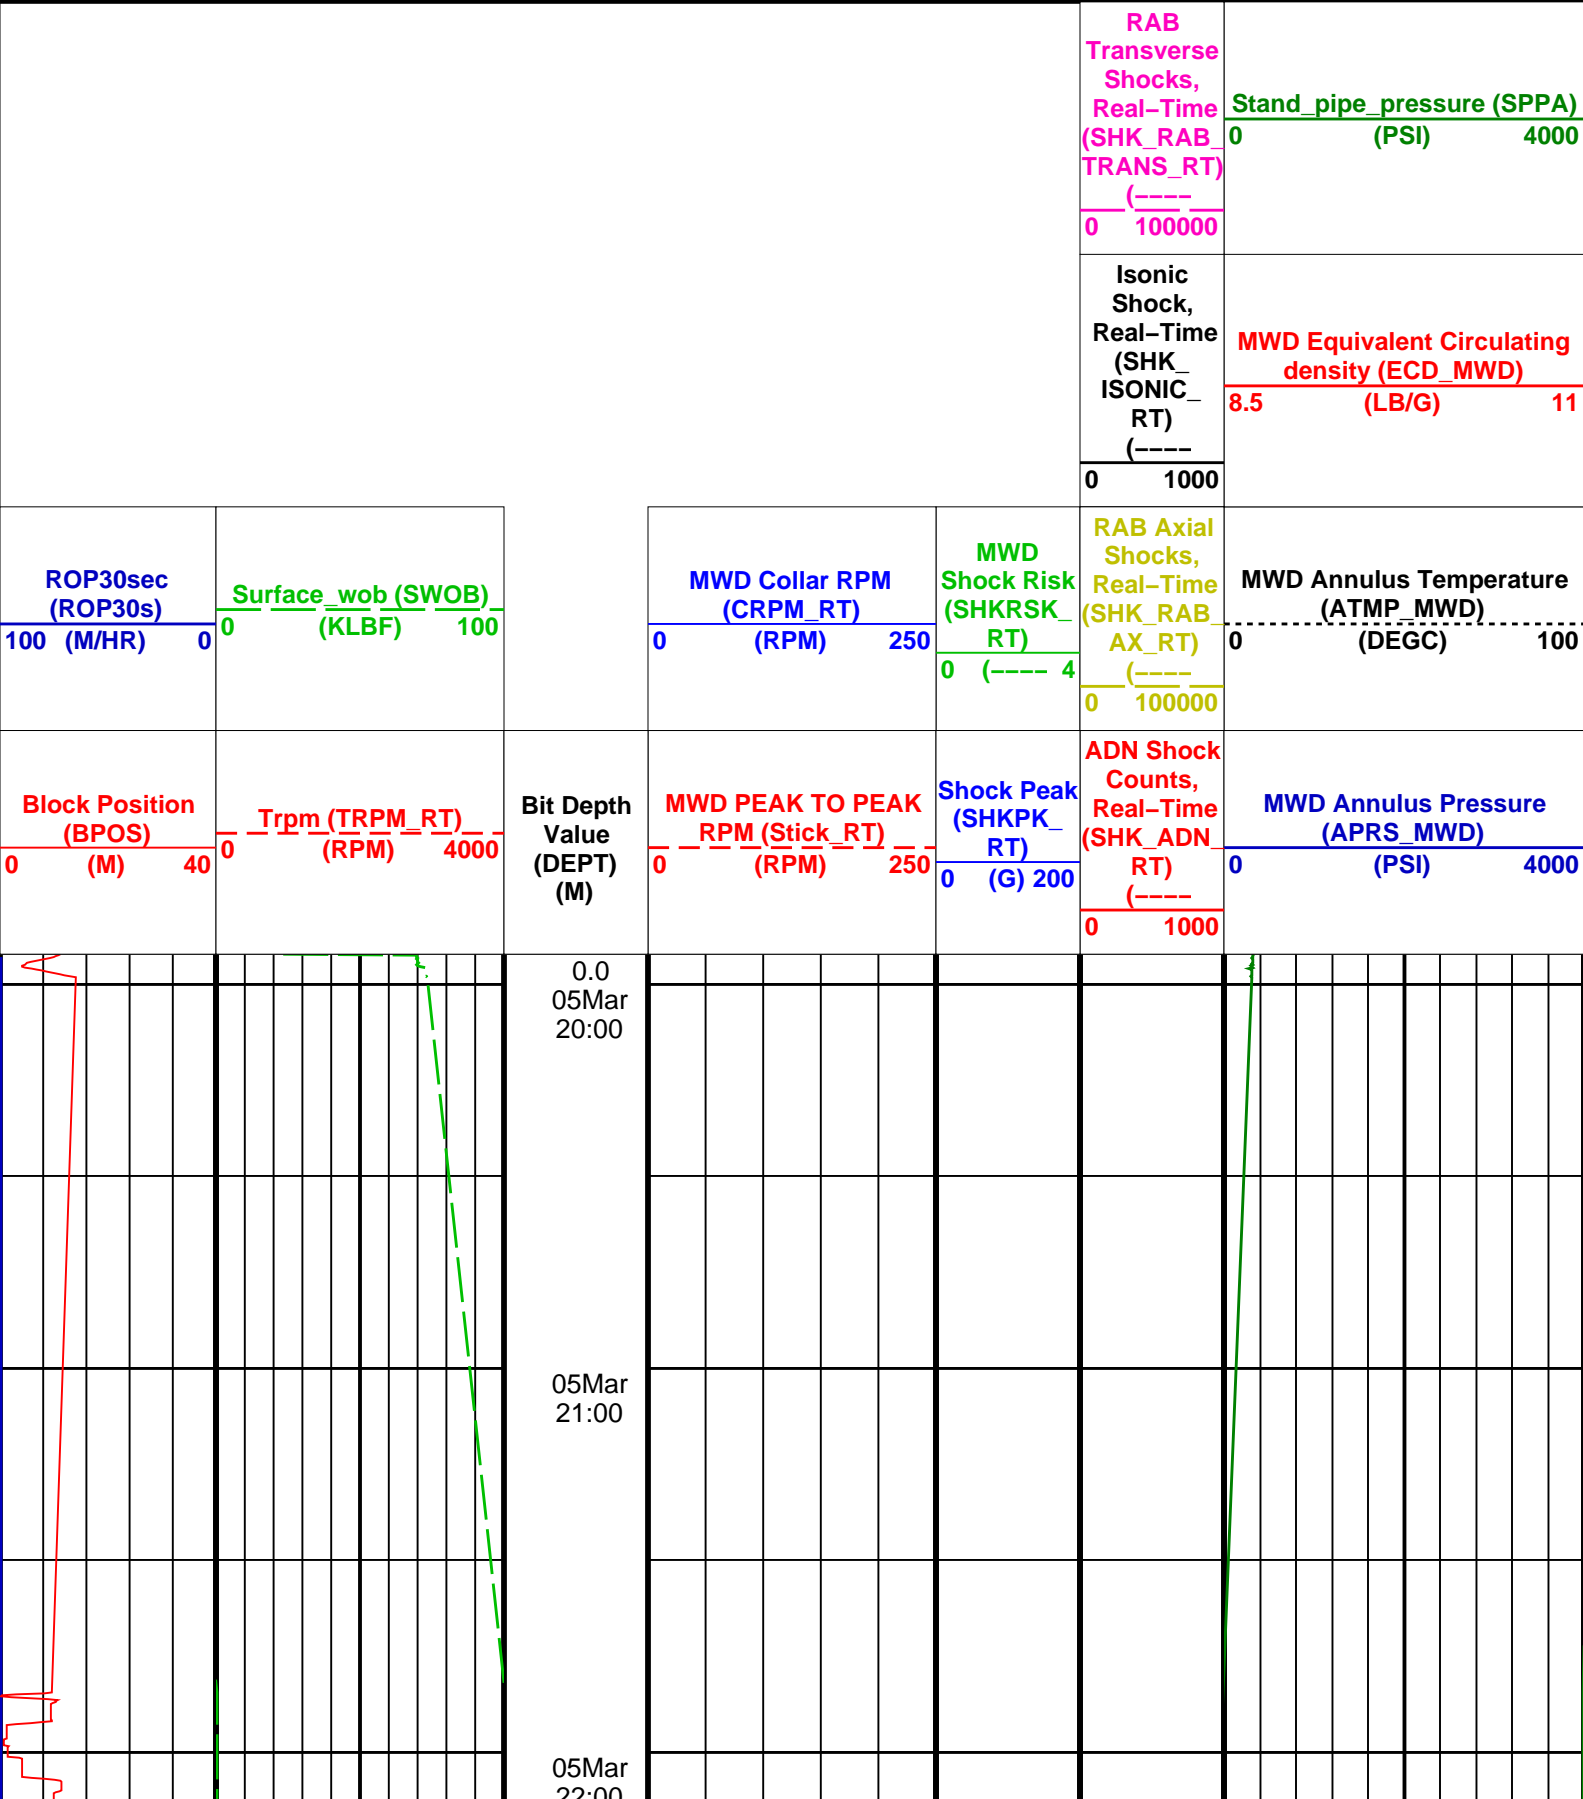 RAB
Transverse
Shocks,
Real–Time
(SHK_RAB_
TRANS_RT)
(––––
0 100000
Stand_pipe_pressure (SPPA)
0 (PSI) 4000
Isonic
Shock,
Real–Time
(SHK_
ISONIC_
RT)
(––––
0 1000
MWD Equivalent Circulating
density (ECD_MWD)
8.5 (LB/G) 11
ROP30sec
(ROP30s)
100 (M/HR) 0
Surface_wob (SWOB)
0 (KLBF) 100
MWD Collar RPM
(CRPM_RT)
0 (RPM) 250
MWD
Shock Risk
(SHKRSK_
RT)
0 (–––– 4
RAB Axial
Shocks,
Real–Time
(SHK_RAB_
AX_RT)
(––––
0 100000
MWD Annulus Temperature
(ATMP_MWD)
0 (DEGC) 100
Block Position
(BPOS)
0 (M) 40
Trpm (TRPM_RT)
0 (RPM) 4000
Bit Depth
Value
(DEPT)
(M)
MWD PEAK TO PEAK
RPM (Stick_RT)
0 (RPM) 250
Shock Peak
(SHKPK_
RT)
0 (G) 200
ADN Shock
Counts,
Real–Time
(SHK_ADN_
RT)
(––––
0 1000
MWD Annulus Pressure
(APRS_MWD)
0 (PSI) 4000
0.0
05Mar
20:00
05Mar
21:00
05Mar
22:00